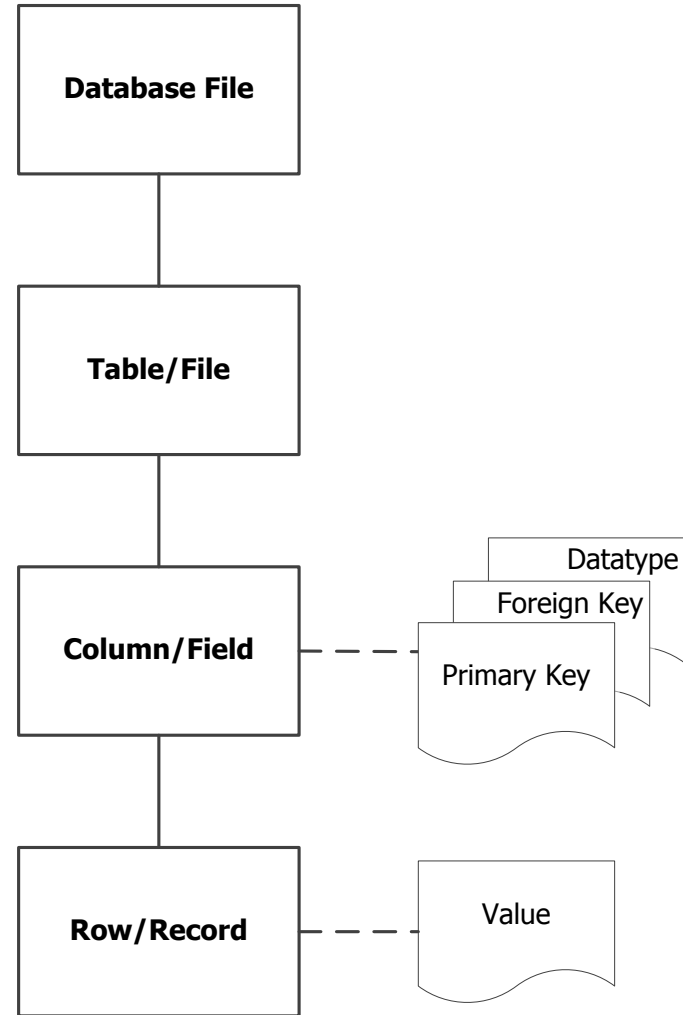 Database File
Table/File
Column/Field
Datatype
Foreign Key
Primary Key
Row/Record
Value